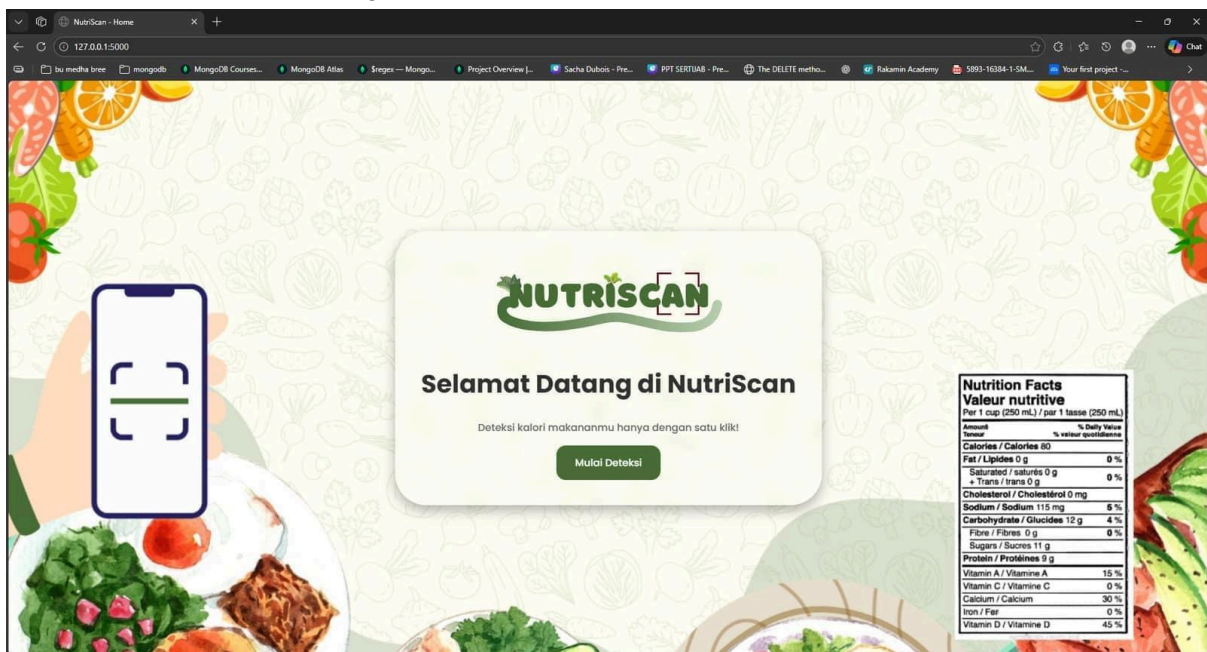 NutriScan - Home
127.0.0.1:5000
Chat
bu medha bree
mongodb
MongoDB Courses...
MongoDB Atlas
$regex — Mongo...
Project Overview |...
Sacha Dubois - Pre...
PPT SERTIJAB - Pre...
The DELETE metho...
Rakamin Academy
5893-16384-1-SM....
Your first project -...
NUTRISCAN
Selamat Datang di NutriScan
Deteksi kalori makananmu hanya dengan satu klik!
Mulai Deteksi
Nutrition Facts
Valeur nutritive
Per 1 cup (250 mL) / par 1 tasse (250 mL)
Amount % Daily Value
Teneur % valeur quotidienne
Calories / Calories 80
Fat / Lipides 0 g 0 %
Saturated / saturés 0 g
+ Trans / trans 0 g 0 %
Cholesterol / Cholestérol 0 mg
Sodium / Sodium 115 mg 5 %
Carbohydrate / Glucides 12 g 4 %
Fibre / Fibres 0 g 0 %
Sugars / Sucres 11 g
Protein / Protéines 9 g
Vitamin A / Vitamine A 15 %
Vitamin C / Vitamine C 0 %
Calcium / Calcium 30 %
Iron / Fer 0 %
Vitamin D / Vitamine D 45 %